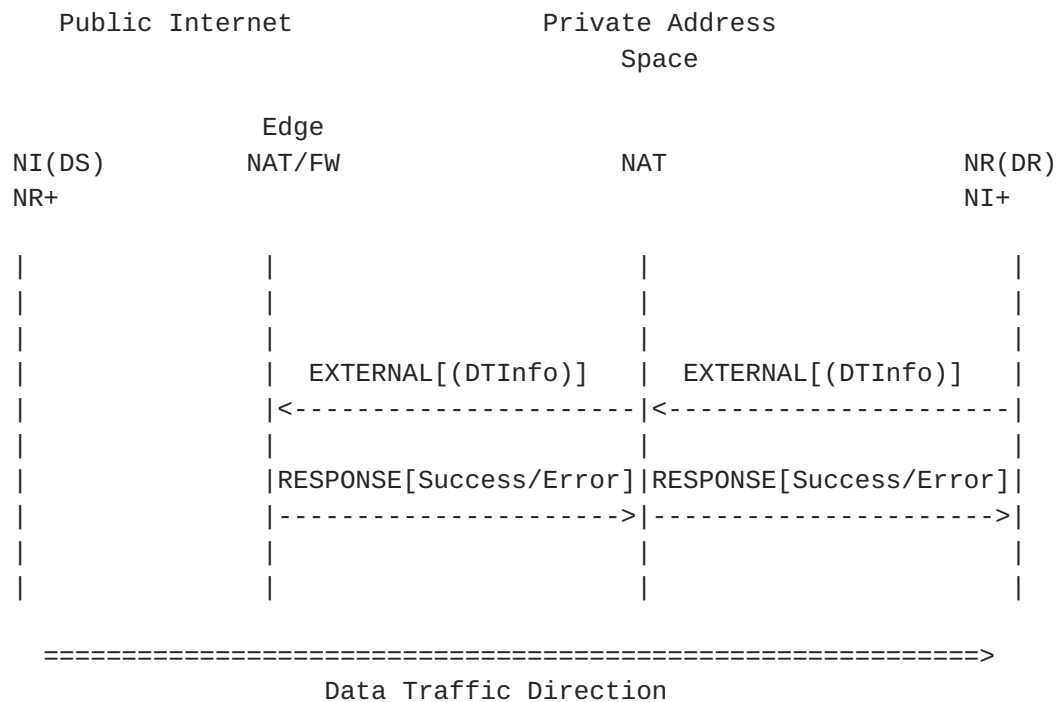 Public Internet Private Address
Space
Edge
NI(DS) NAT/FW NAT NR(DR)
NR+ NI+
EXTERNAL[(DTInfo)] EXTERNAL[(DTInfo)]
RESPONSE[Success/Error] RESPONSE[Success/Error]
Data Traffic Direction